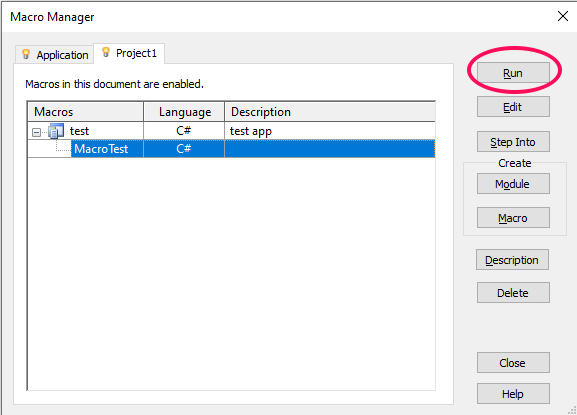 Macro Manager
Application
Project1
Macros in this document are enabled.
Macros Language Description
test C# test app
MacroTest C#
Run
Edit
Step Into
Create
Module
Macro
Description
Delete
Close
Help